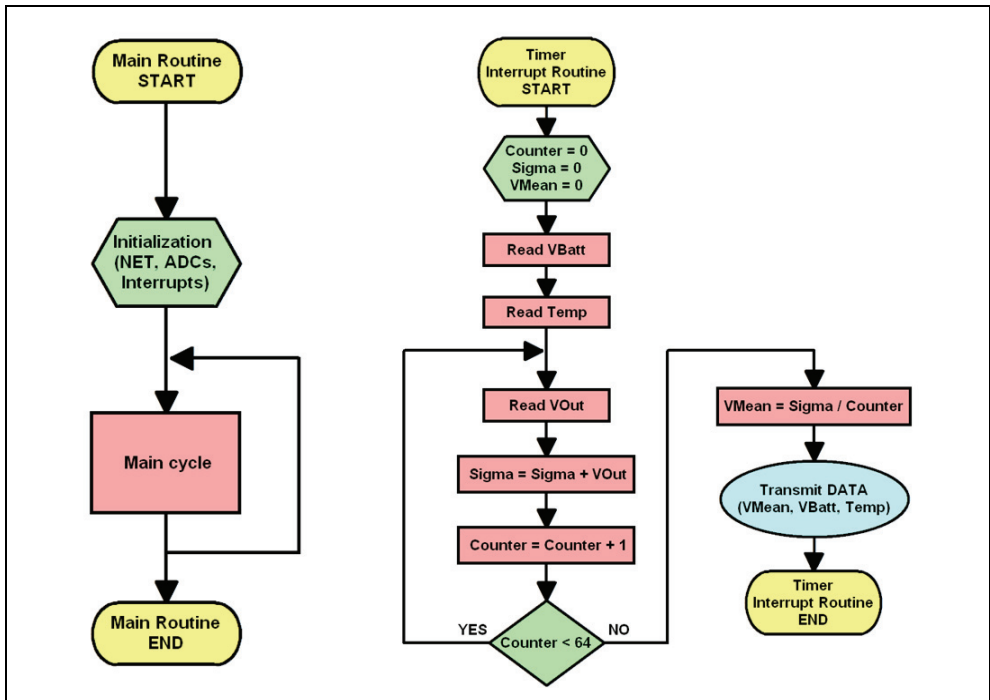 Main Routine
START
Initialization
(NET, ADCs,
Interrupts)
Main cycle
Main Routine
END
Timer
Interrupt Routine
START
Counter = 0
Sigma = 0
VMean = 0
Read VBatt
Read Temp
Read VOut
Sigma = Sigma + VOut
Counter = Counter + 1
YES
Counter < 64
NO
VMean = Sigma / Counter
Transmit DATA
(VMean, VBatt, Temp)
Timer
Interrupt Routine
END